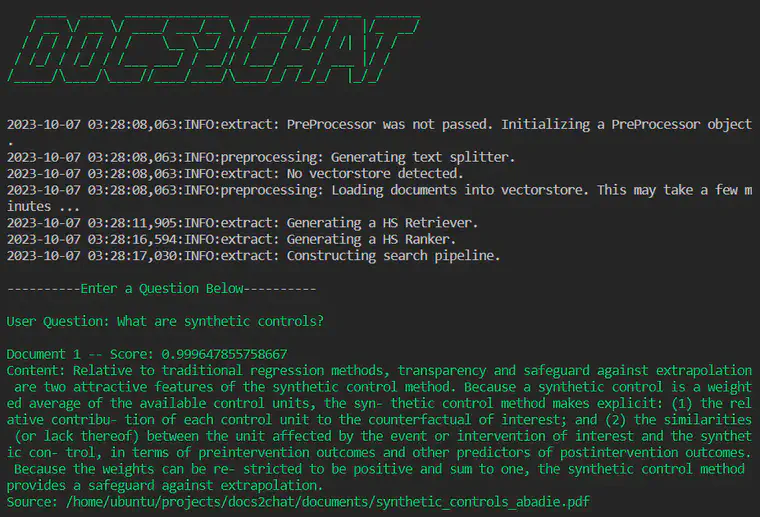 DOCS2CHAT
2023-10-07 03:28:08,063:INFO:extract: PreProcessor was not passed. Initializing a PreProcessor object
.
2023-10-07 03:28:08,063:INFO:preprocessing: Generating text splitter.
2023-10-07 03:28:08,063:INFO:extract: No vectorstore detected.
2023-10-07 03:28:08,063:INFO:preprocessing: Loading documents into vectorstore. This may take a few m
inutes ...
2023-10-07 03:28:11,905:INFO:extract: Generating a HS Retriever.
2023-10-07 03:28:16,594:INFO:extract: Generating a HS Ranker.
2023-10-07 03:28:17,030:INFO:extract: Constructing search pipeline.
----------Enter a Question Below----------
User Question: What are synthetic controls?
Document 1 -- Score: 0.999647855758667
Content: Relative to traditional regression methods, transparency and safeguard against extrapolation
are two attractive features of the synthetic control method. Because a synthetic control is a weight
ed average of the available control units, the syn- thetic control method makes explicit: (1) the rel
ative contribu- tion of each control unit to the counterfactual of interest; and (2) the similarities
(or lack thereof) between the unit affected by the event or intervention of interest and the synthet
ic con- trol, in terms of preintervention outcomes and other predictors of postintervention outcomes.
Because the weights can be re- stricted to be positive and sum to one, the synthetic control method
provides a safeguard against extrapolation.
Source: /home/ubuntu/projects/docs2chat/documents/synthetic_controls_abadie.pdf